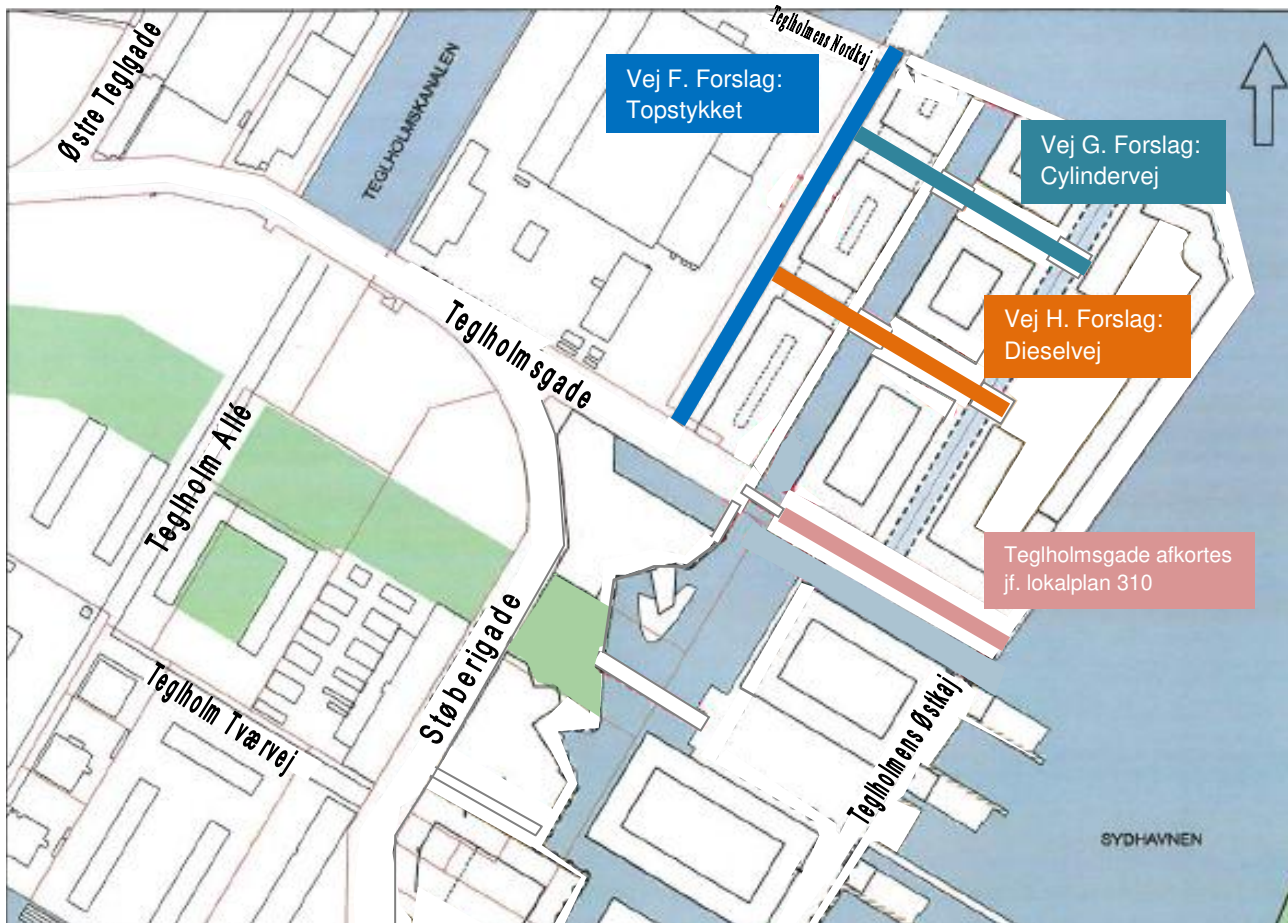 Teglholmens Nordkaj
Østre Teglgade
TEGLHOLMSKANALEN
Vej F. Forslag:
Topstykket
Vej G. Forslag:
Cylindervej
Teglholmsgade
Vej H. Forslag:
Dieselvej
Teglholm Allé
Teglholmsgade afkortes
jf. lokalplan 310
Støberigade
Teglholm Tværvej
Teglholmens Østkaj
SYDHAVNEN